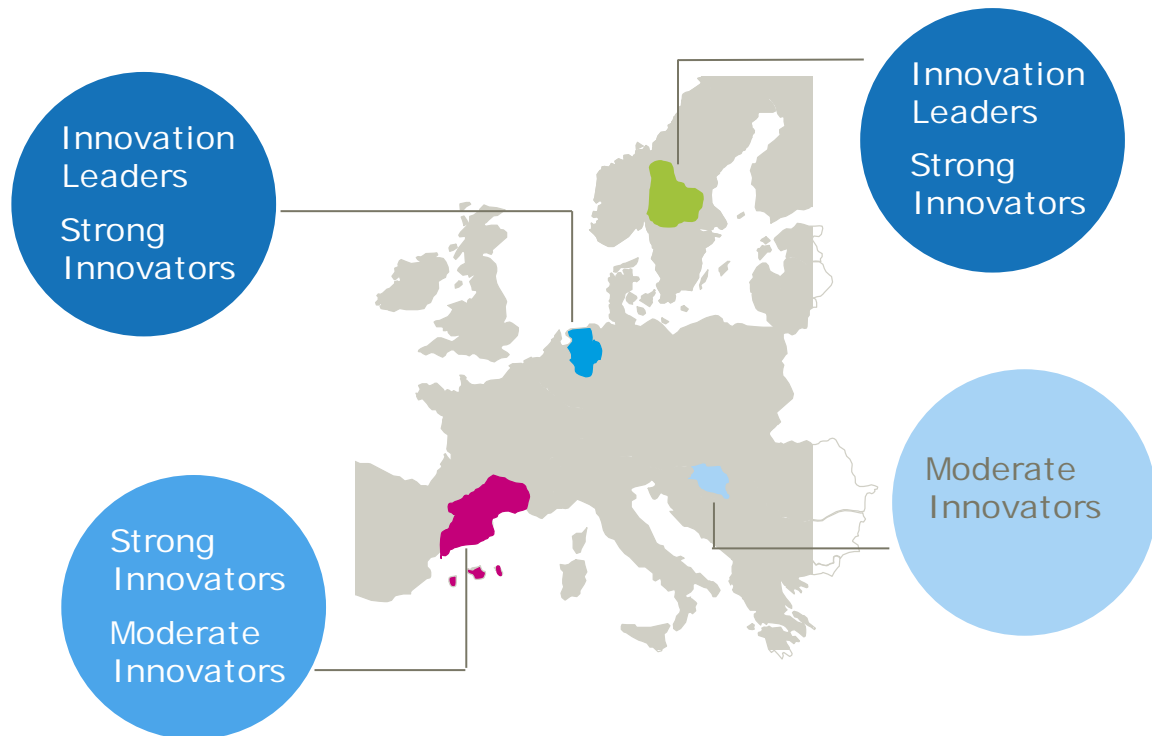 Innovation
Leaders
Strong
Innovators
Innovation
Leaders
Strong
Innovators
Strong
Innovators
Moderate
Innovators
Moderate
Innovators